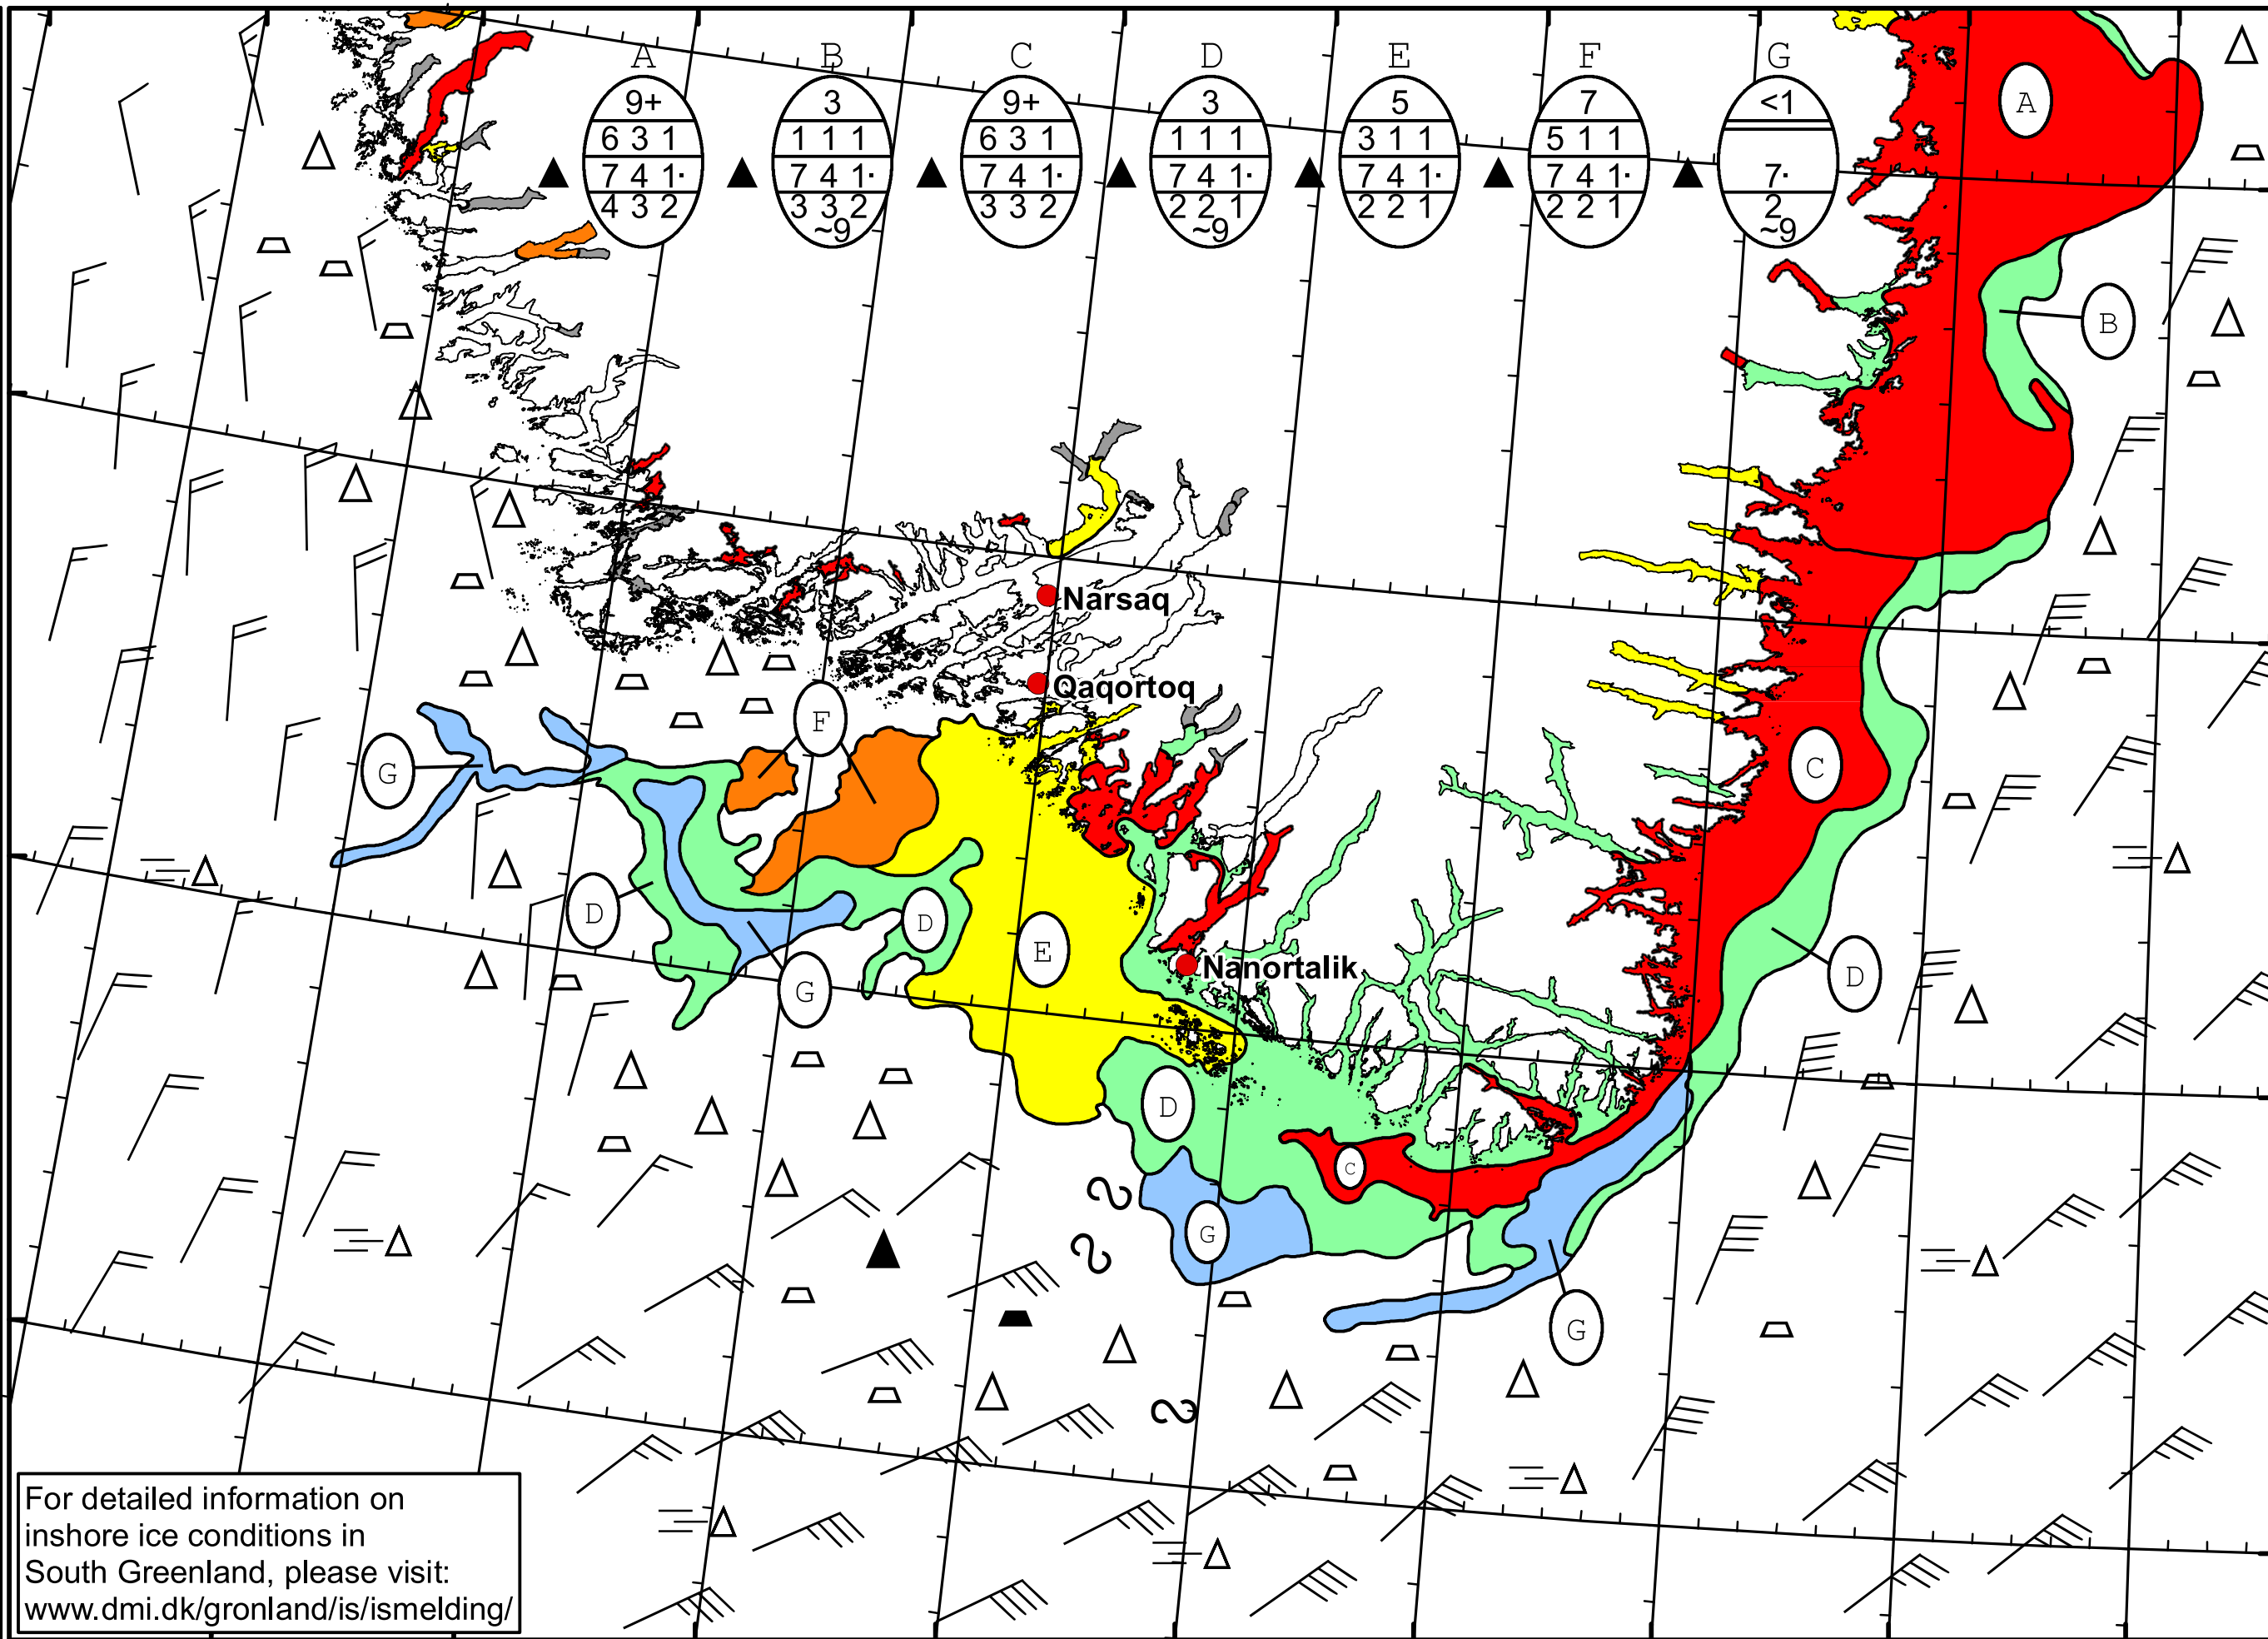 A B C D E F G
9+ 3 9+ 3 5 7 <1
6 3 1 1 1 1 6 3 1 1 1 1 3 1 1 5 1 1
7 4 1· 7 4 1· 7 4 1· 7 4 1· 7 4 1· 7 4 1· 7·
4 3 2 3 3 2 3 3 2 2 2 1 2 2 1 2 2 1 2
~9 ~9 ~9
A
B
Narsaq
Qaqortoq
F
C
G
D
D
E
Nanortalik
D
G
D
C
G
G
For detailed information on
inshore ice conditions in
South Greenland, please visit:
www.dmi.dk/gronland/is/ismelding/